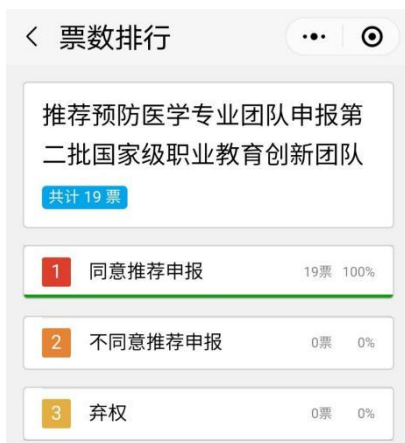 票数排行
推荐预防医学专业团队申报第
二批国家级职业教育创新团队
共计 19 票
1 同意推荐申报 19票 100%
2 不同意推荐申报 0票 0%
3 弃权 0票 0%